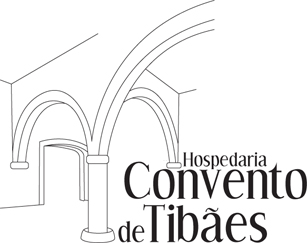 Hospedaria
Convento
de Tibães